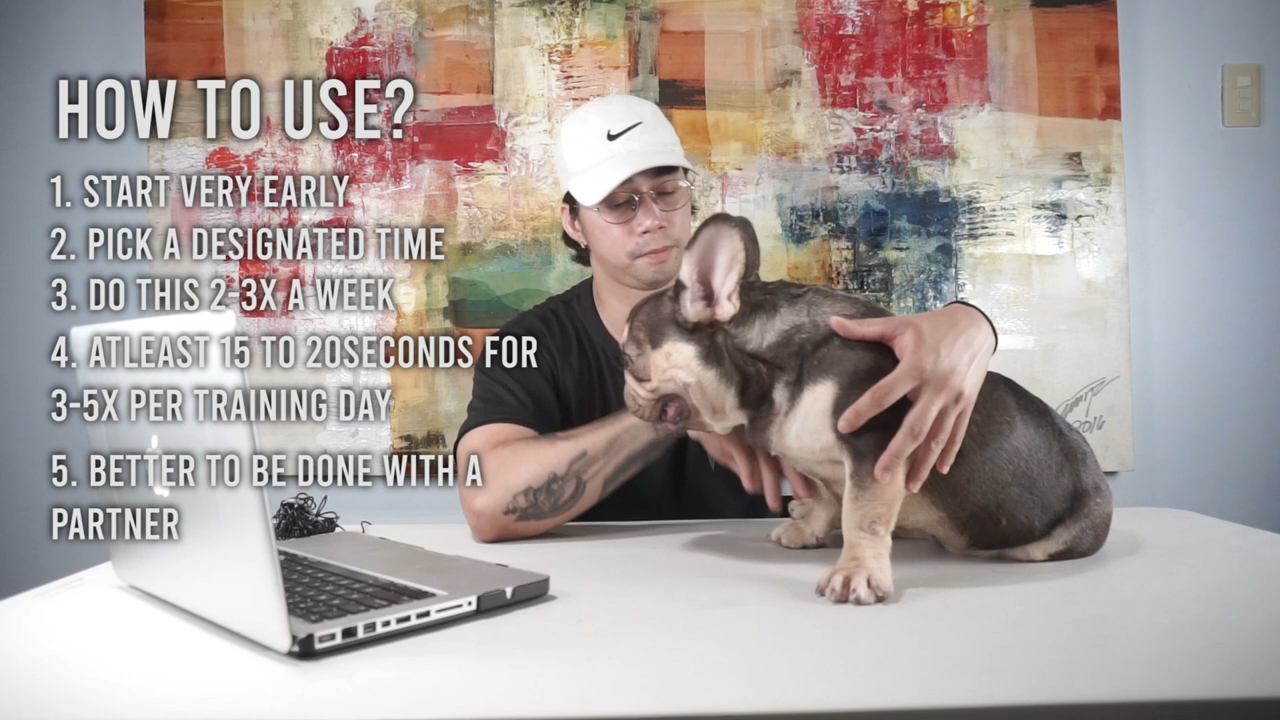 HOW TO USE?
1. START VERY EARLY
2. PICK A DESIGNATED TIME
3. DO THIS 2-3X A WEEK
4. ATLEAST 15 TO 20SECONDS FOR
3-5X PER TRAINING DAY
5. BETTER TO BE DONE WITH A
PARTNER
2016